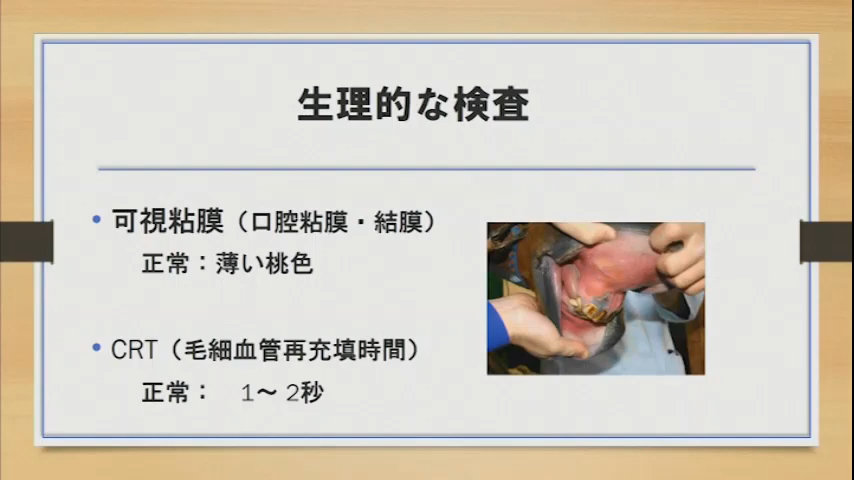 生理的な検査
• 可視粘膜（口腔粘膜・結膜）
正常：薄い桃色
• CRT（毛細血管再充填時間）
正常： 1～ 2秒